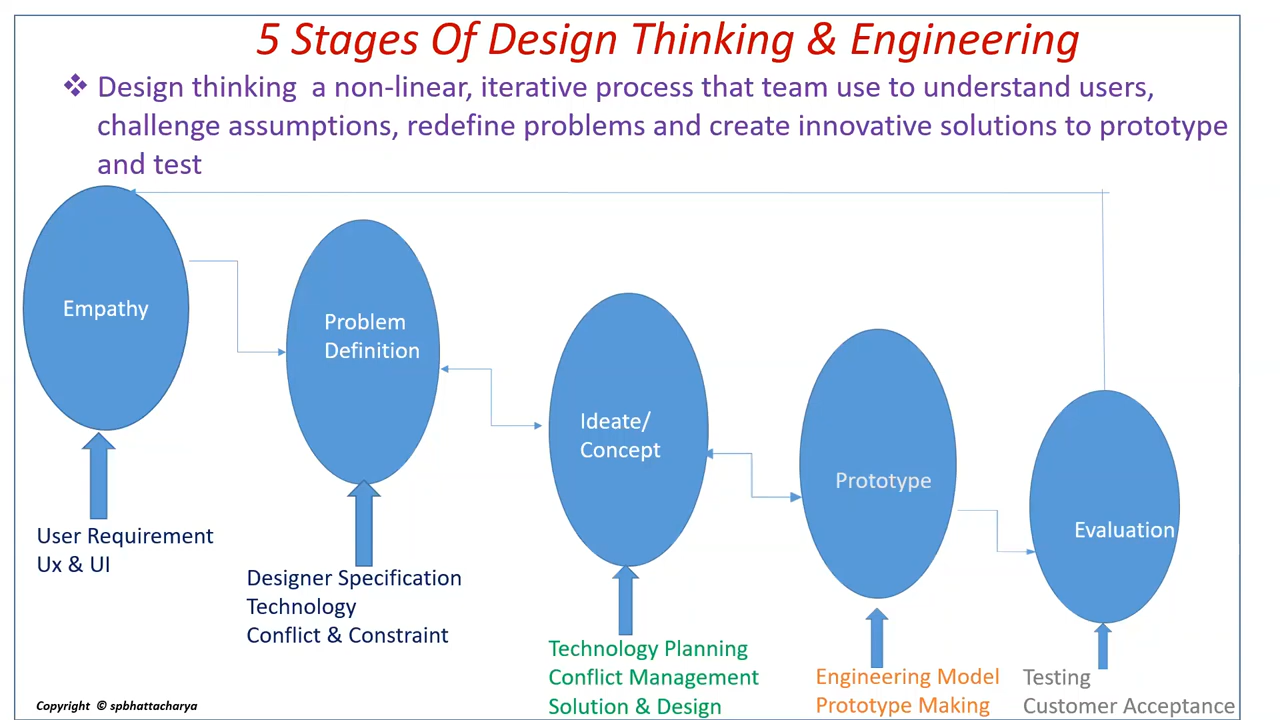 5 Stages Of Design Thinking & Engineering
❖ Design thinking a non-linear, iterative process that team use to understand users,
challenge assumptions, redefine problems and create innovative solutions to prototype
and test
Empathy
Problem
Definition
Ideate/
Concept
Prototype
Evaluation
User Requirement
Ux & UI
Designer Specification
Technology
Conflict & Constraint
Technology Planning
Conflict Management
Solution & Design
Engineering Model
Prototype Making
Testing
Customer Acceptance
Copyright © spbhattacharya